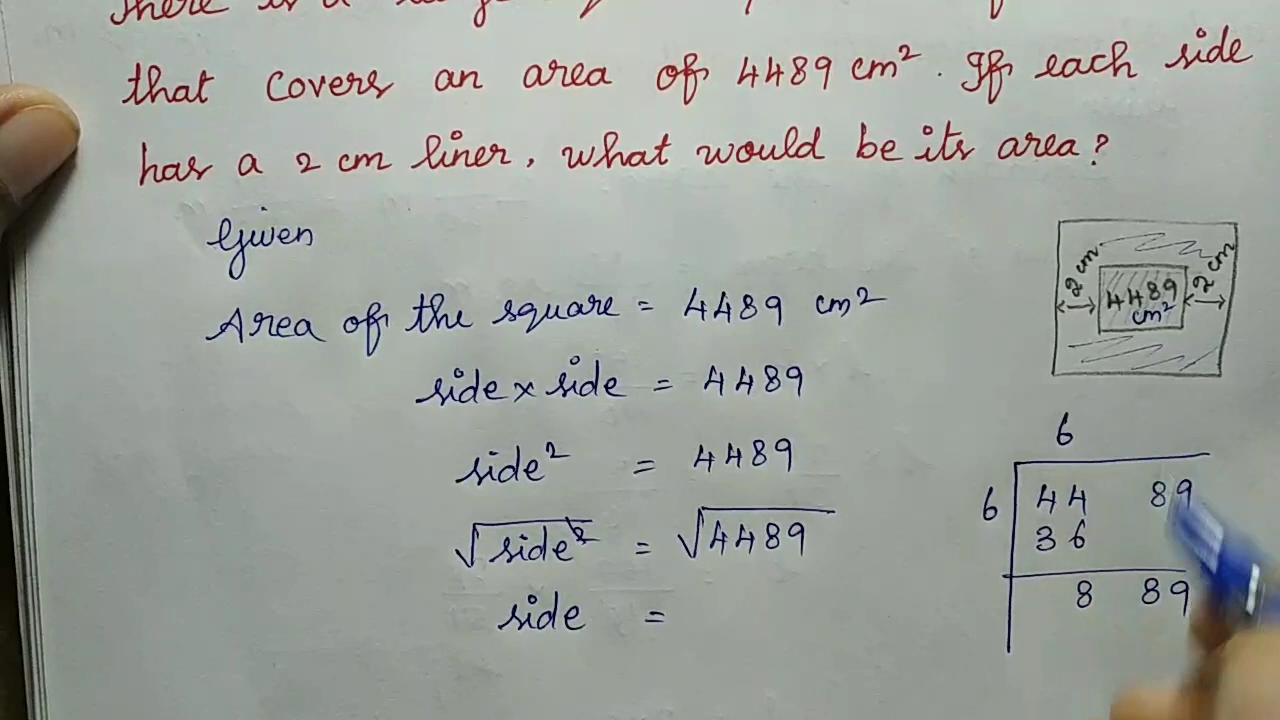 There is a
that covers an area of 4489 cm². If each side
has a 2 cm liner, what would be its area?
Given
Area of the square = 4489 cm²
side × side = 4489
side² = 4489
√side² = √4489
side =
2 cm
4489
cm²
2 cm
6
6 44 89
36
8 89